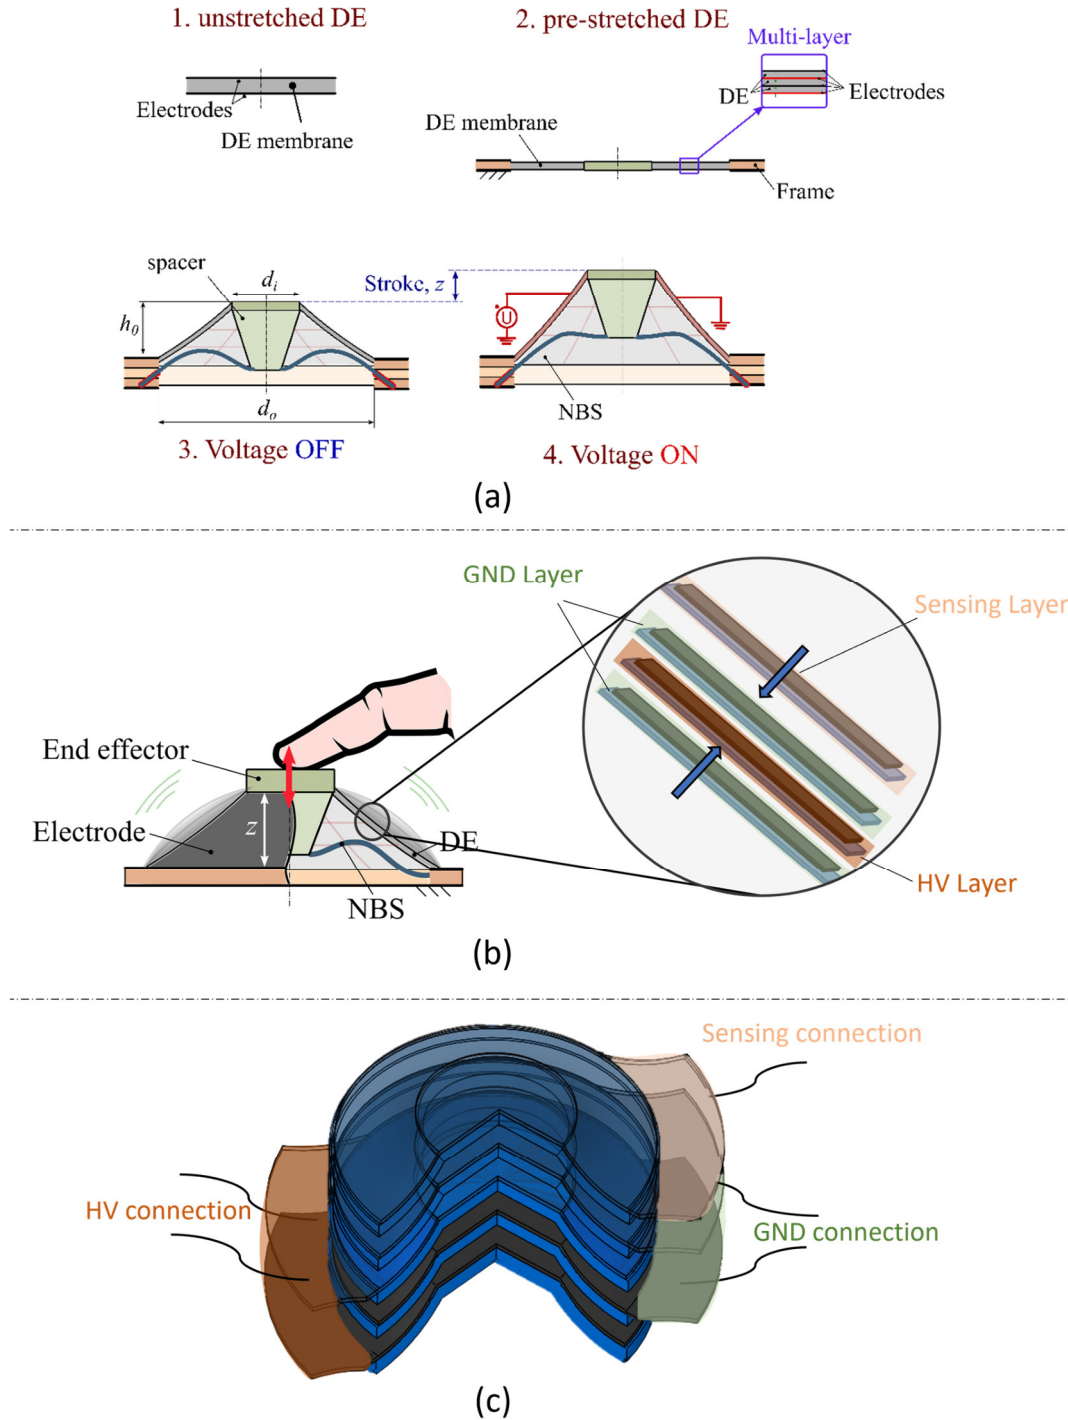 1. unstretched DE
2. pre-stretched DE
Multi-layer
Electrodes
DE membrane
DE
Electrodes
DE membrane
Frame
spacer
d_i
h_0
d_o
Stroke, z
U
NBS
3. Voltage OFF
4. Voltage ON
(a)
GND Layer
Sensing Layer
End effector
Electrode
z
DE
NBS
HV Layer
(b)
Sensing connection
HV connection
GND connection
(c)